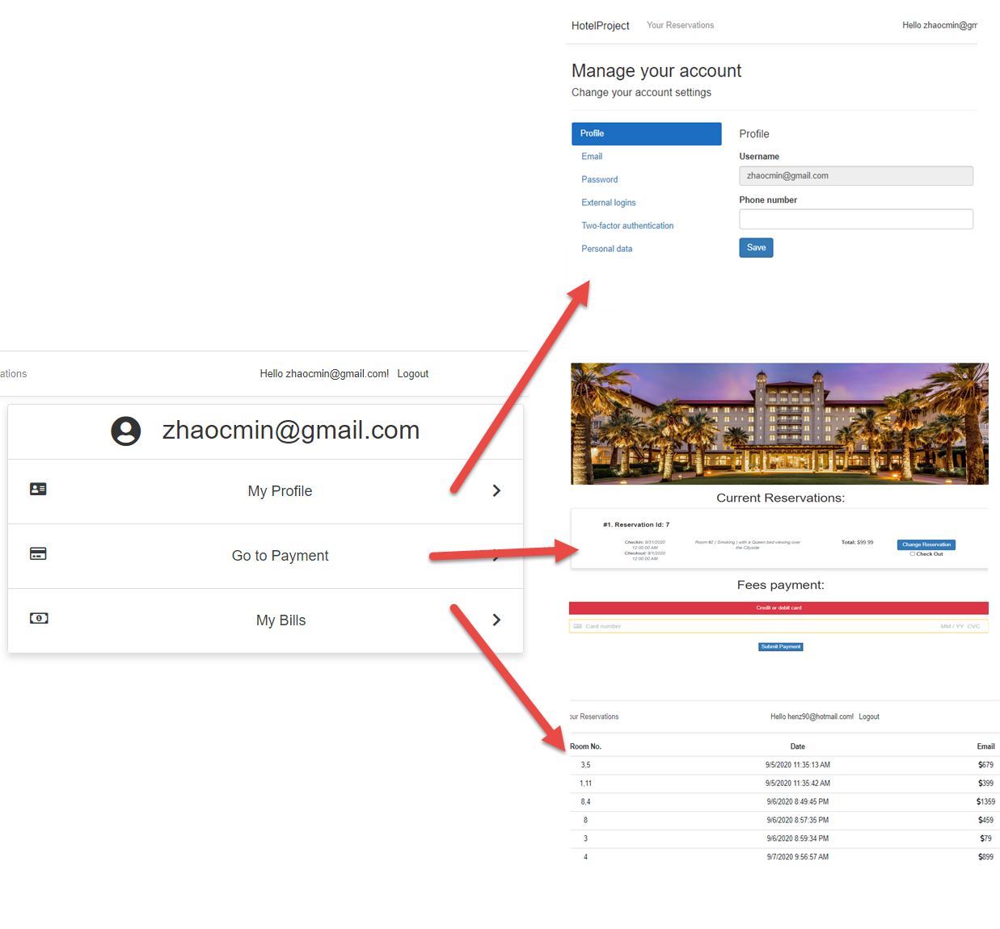 HotelProject Your Reservations Hello zhaocmin@gm
Manage your account
Change your account settings
Profile
Email
Password
External logins
Two-factor authentication
Personal data
Profile
Username
zhaocmin@gmail.com
Phone number
Save
ations Hello zhaocmin@gmail.com! Logout
zhaocmin@gmail.com
My Profile
Go to Payment
My Bills
Current Reservations:
#1. Reservation Id: 7
Checkin: 8/31/2020
12:00:00 AM
Checkout: 9/1/2020
12:00:00 AM
Room #2 ( Smoking ) with a Queen bed viewing over
the Cityside
Total: $99.99
Change Reservation
Check Out
Fees payment:
Credit or debit card
Card number MM / YY CVC
Submit Payment
our Reservations Hello henz90@hotmail.com! Logout
Room No. Date Email
3,5 9/5/2020 11:35:13 AM $679
1,11 9/5/2020 11:35:42 AM $399
8,4 9/6/2020 8:49:45 PM $1359
8 9/6/2020 8:57:35 PM $459
3 9/6/2020 8:59:34 PM $79
4 9/7/2020 9:56:57 AM $899